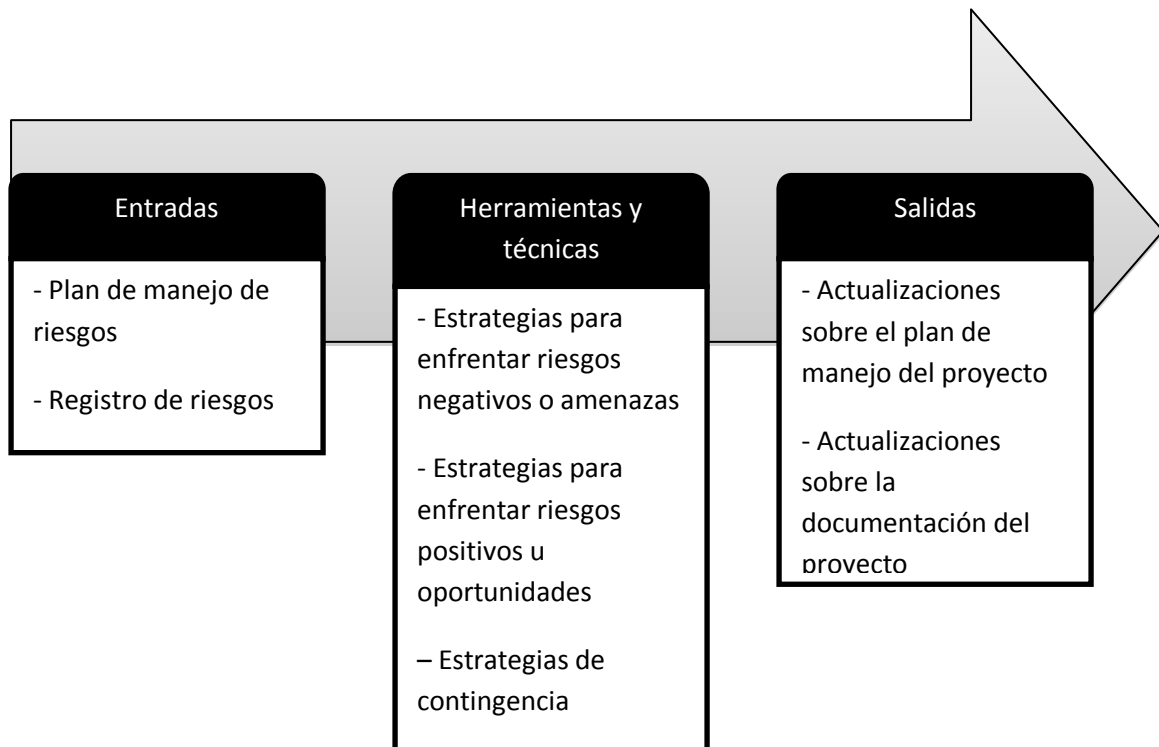 Entradas
- Plan de manejo de
riesgos
- Registro de riesgos
Herramientas y
técnicas
- Estrategias para
enfrentar riesgos
negativos o amenazas
- Estrategias para
enfrentar riesgos
positivos u
oportunidades
– Estrategias de
contingencia
Salidas
- Actualizaciones
sobre el plan de
manejo del proyecto
- Actualizaciones
sobre la
documentación del
proyecto